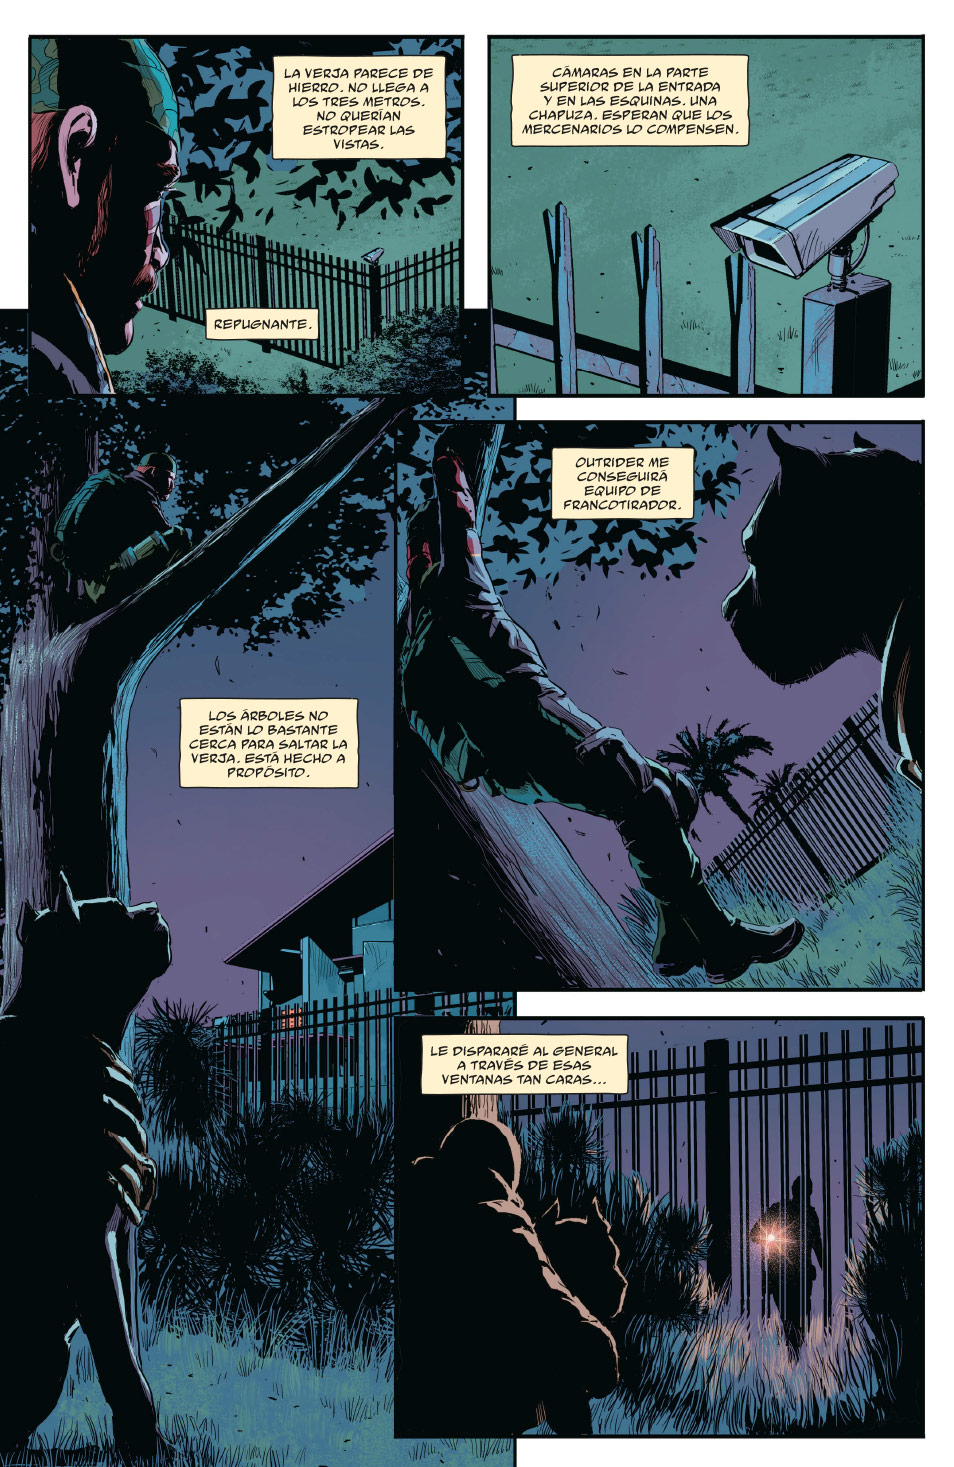 LA VERJA PARECE DE
HIERRO. NO LLEGA A
LOS TRES METROS.
NO QUERÍAN
ESTROPEAR LAS
VISTAS.
REPUGNANTE.
CÁMARAS EN LA PARTE
SUPERIOR DE LA ENTRADA
Y EN LAS ESQUINAS. UNA
CHAPUZA. ESPERAN QUE LOS
MERCENARIOS LO COMPENSEN.
LOS ÁRBOLES NO
ESTÁN LO BASTANTE
CERCA PARA SALTAR LA
VERJA. ESTÁ HECHO A
PROPÓSITO.
OUTRIDER ME
CONSEGUIRÁ
EQUIPO DE
FRANCOTIRADOR.
LE DISPARARÉ AL GENERAL
A TRAVÉS DE ESAS
VENTANAS TAN CARAS...